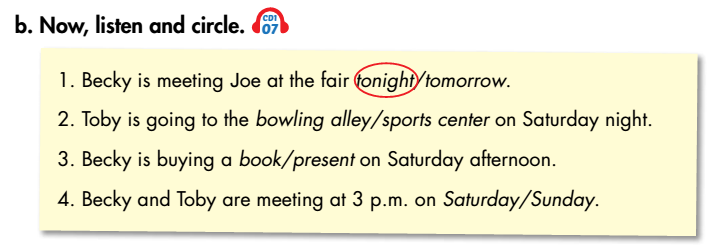 b. Now, listen and circle. CD1 07
1. Becky is meeting Joe at the fair tonight/tomorrow.
2. Toby is going to the bowling alley/sports center on Saturday night.
3. Becky is buying a book/present on Saturday afternoon.
4. Becky and Toby are meeting at 3 p.m. on Saturday/Sunday.